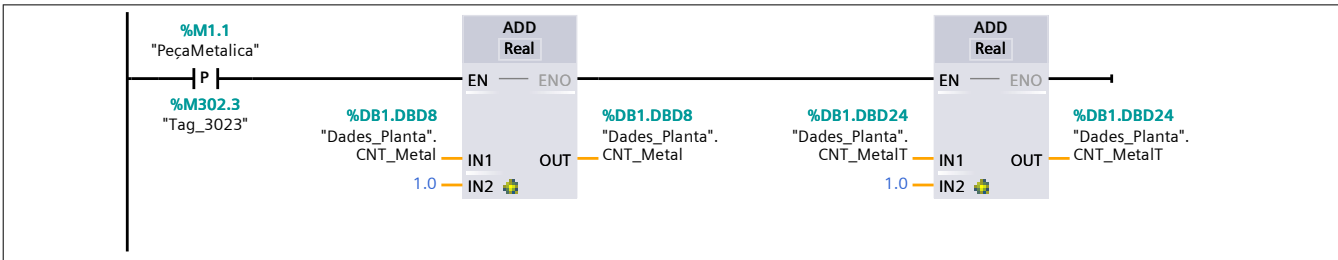 %M1.1
"PeçaMetalica"
P
%M302.3
"Tag_3023"
ADD
Real
EN ENO
%DB1.DBD8
"Dades_Planta".
CNT_Metal
IN1
1.0
IN2
OUT
%DB1.DBD8
"Dades_Planta".
CNT_Metal
ADD
Real
EN ENO
%DB1.DBD24
"Dades_Planta".
CNT_MetalT
IN1
1.0
IN2
OUT
%DB1.DBD24
"Dades_Planta".
CNT_MetalT